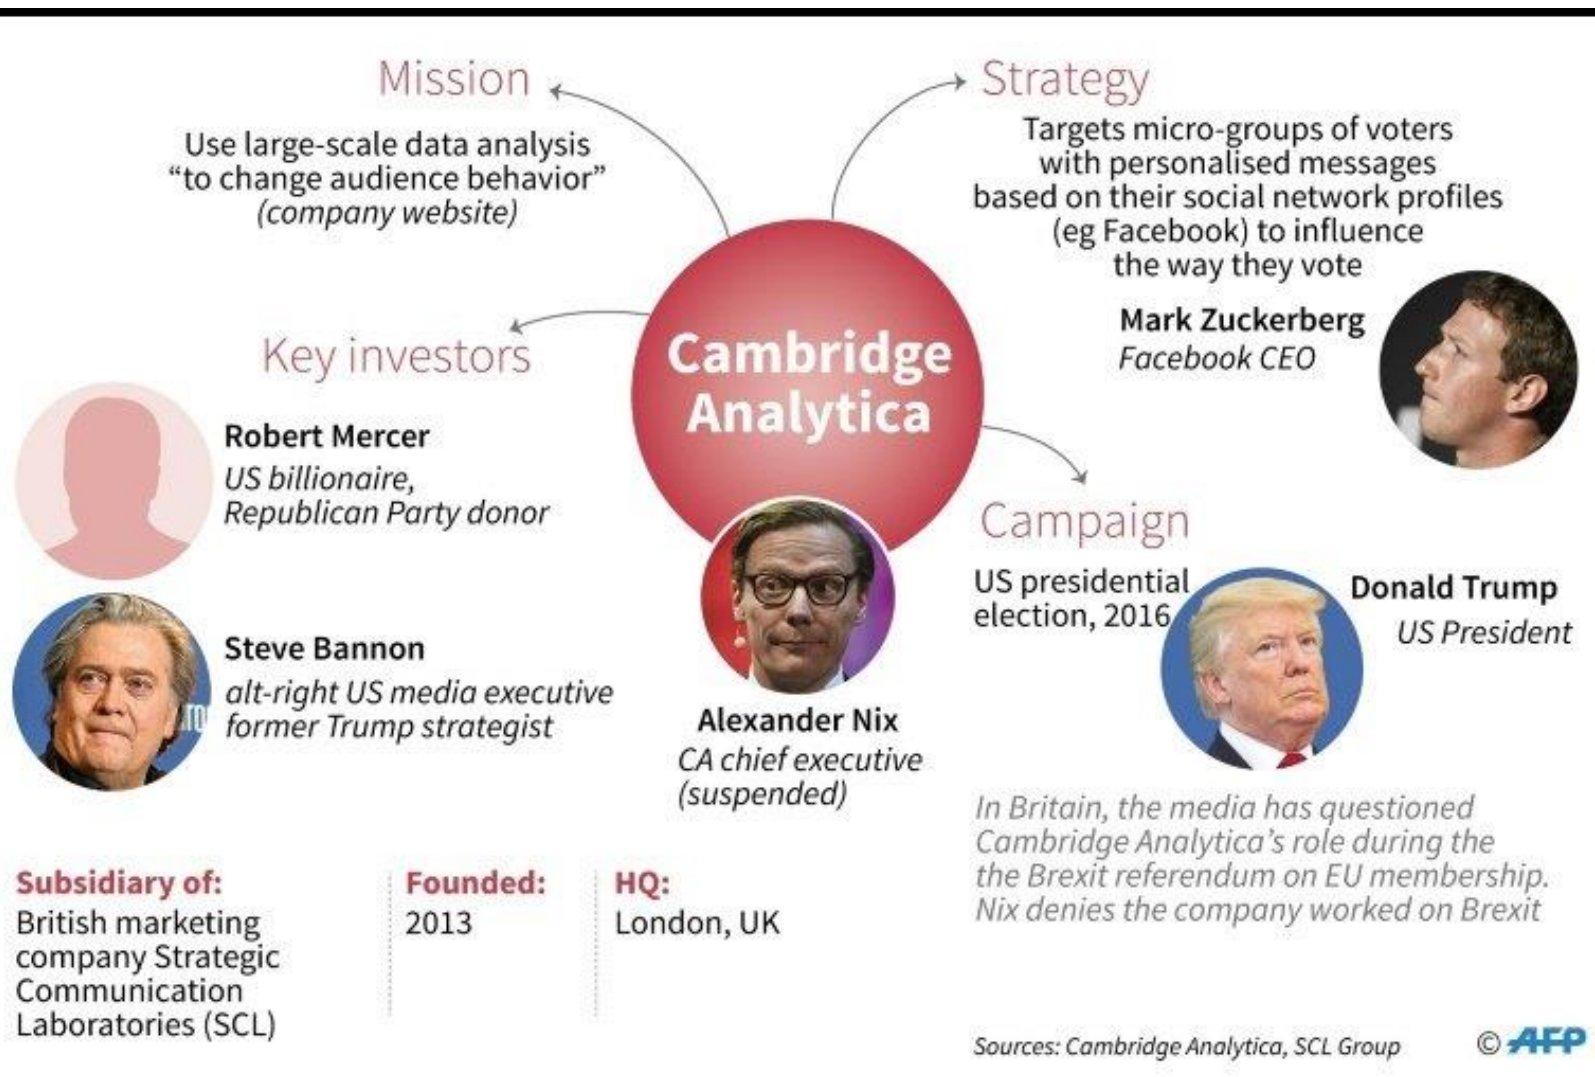 Mission
Use large-scale data analysis
“to change audience behavior”
(company website)
Strategy
Targets micro-groups of voters
with personalised messages
based on their social network profiles
(eg Facebook) to influence
the way they vote
Mark Zuckerberg
Facebook CEO
Key investors
Robert Mercer
US billionaire,
Republican Party donor
Steve Bannon
alt-right US media executive
former Trump strategist
Cambridge
Analytica
Alexander Nix
CA chief executive
(suspended)
Campaign
US presidential
election, 2016
Donald Trump
US President
In Britain, the media has questioned
Cambridge Analytica’s role during the
the Brexit referendum on EU membership.
Nix denies the company worked on Brexit
Subsidiary of:
British marketing
company Strategic
Communication
Laboratories (SCL)
Founded:
2013
HQ:
London, UK
Sources: Cambridge Analytica, SCL Group
© AFP